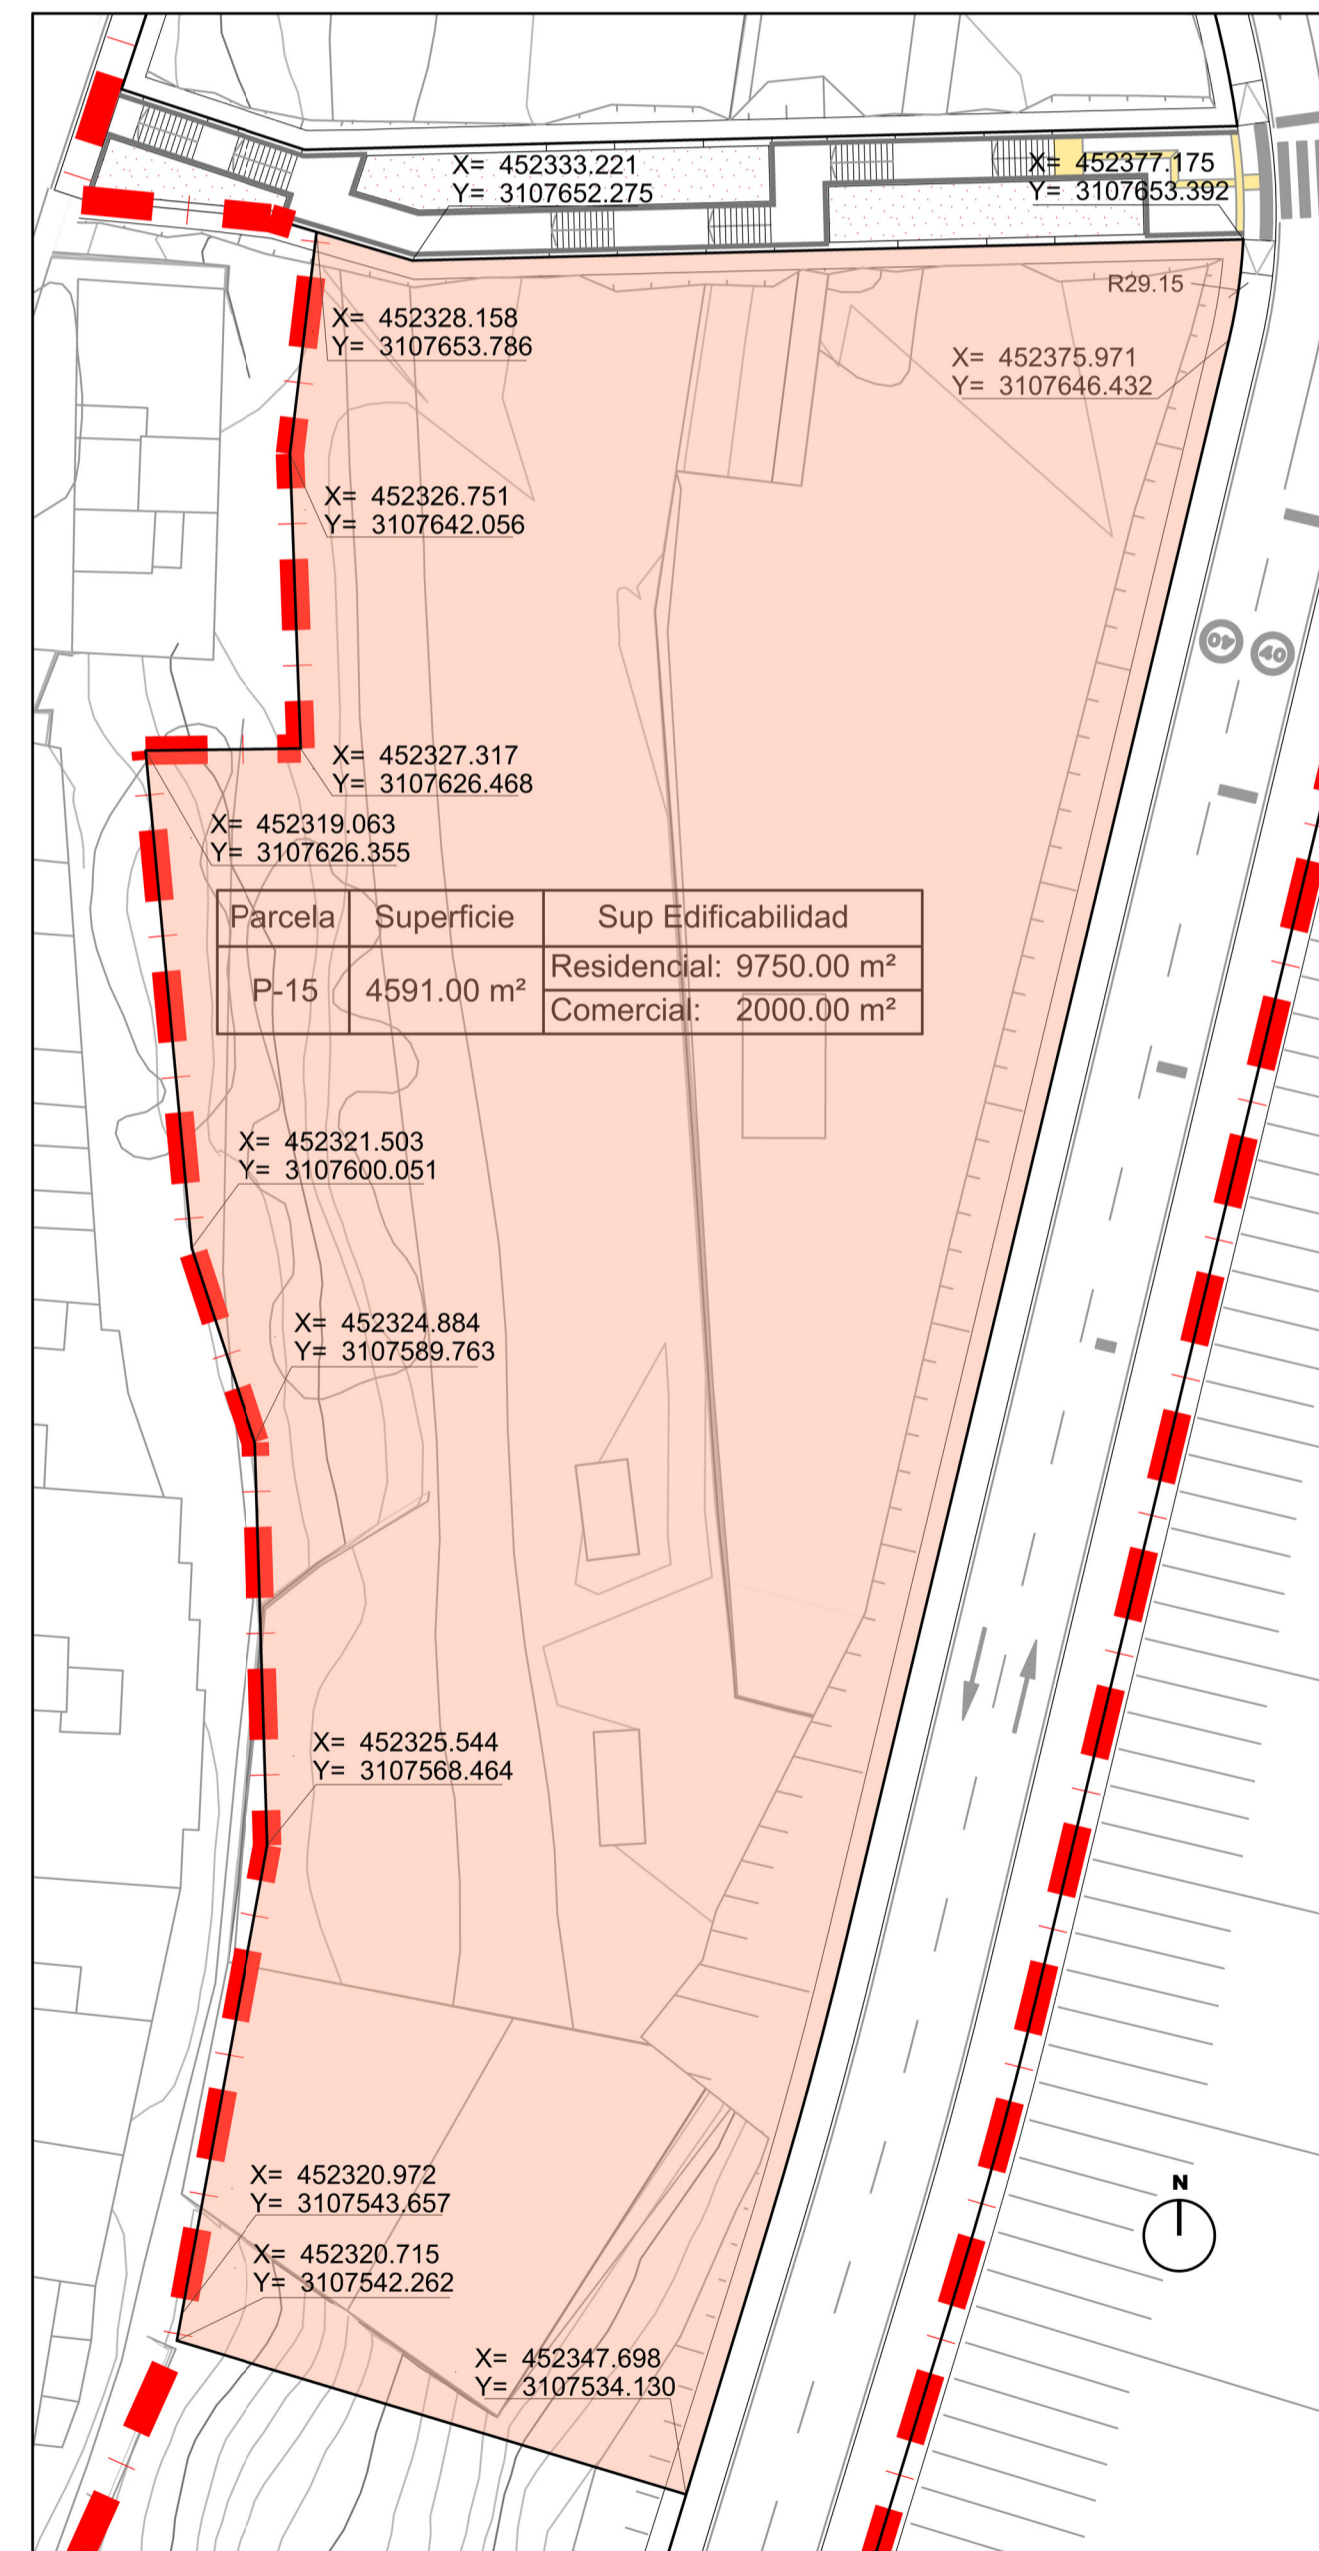 X= 452333.221
Y= 3107652.275
X= 452377.175
Y= 3107653.392
R29.15
X= 452328.158
Y= 3107653.786
X= 452375.971
Y= 3107646.432
X= 452326.751
Y= 3107642.056
40 40
X= 452327.317
Y= 3107626.468
X= 452319.063
Y= 3107626.355
Parcela Superficie Sup Edificabilidad
P-15 4591.00 m² Residencial: 9750.00 m²
Comercial: 2000.00 m²
X= 452321.503
Y= 3107600.051
X= 452324.884
Y= 3107589.763
X= 452325.544
Y= 3107568.464
X= 452320.972
Y= 3107543.657
N
X= 452320.715
Y= 3107542.262
X= 452347.698
Y= 3107534.130